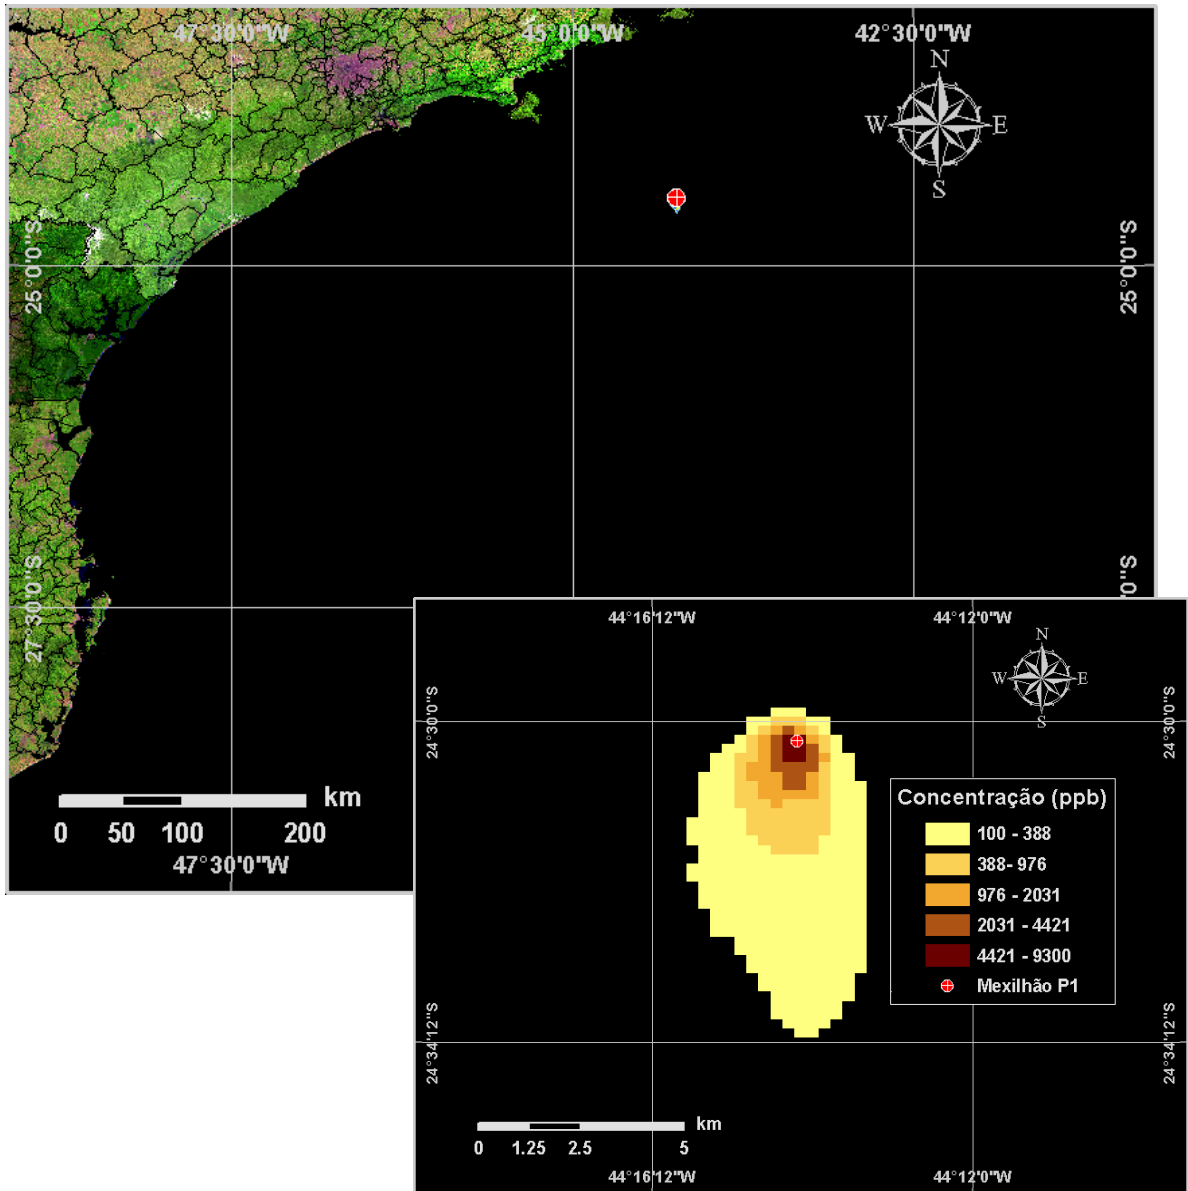 47°30'0"W
45°0'0"W
42°30'0"W
N
W
E
S
25°0'0"S
25°0'0"S
27°30'0"S
0"S
km
0 50 100 200
47°30'0"W
44°16'12"W
44°12'0"W
N
W
E
S
24°30'0"S
24°30'0"S
Concentração (ppb)
100 - 388
388- 976
976 - 2031
2031 - 4421
4421 - 9300
Mexilhão P1
24°34'12"S
24°34'12"S
km
0 1.25 2.5 5
44°16'12"W
44°12'0"W